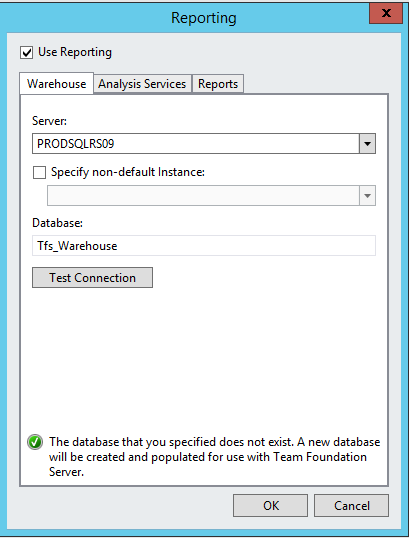 Reporting
x
Use Reporting
Warehouse Analysis Services Reports
Server:
PRODSQLRS09
Specify non-default Instance:
Database:
Tfs_Warehouse
Test Connection
The database that you specified does not exist. A new database
will be created and populated for use with Team Foundation
Server.
OK Cancel